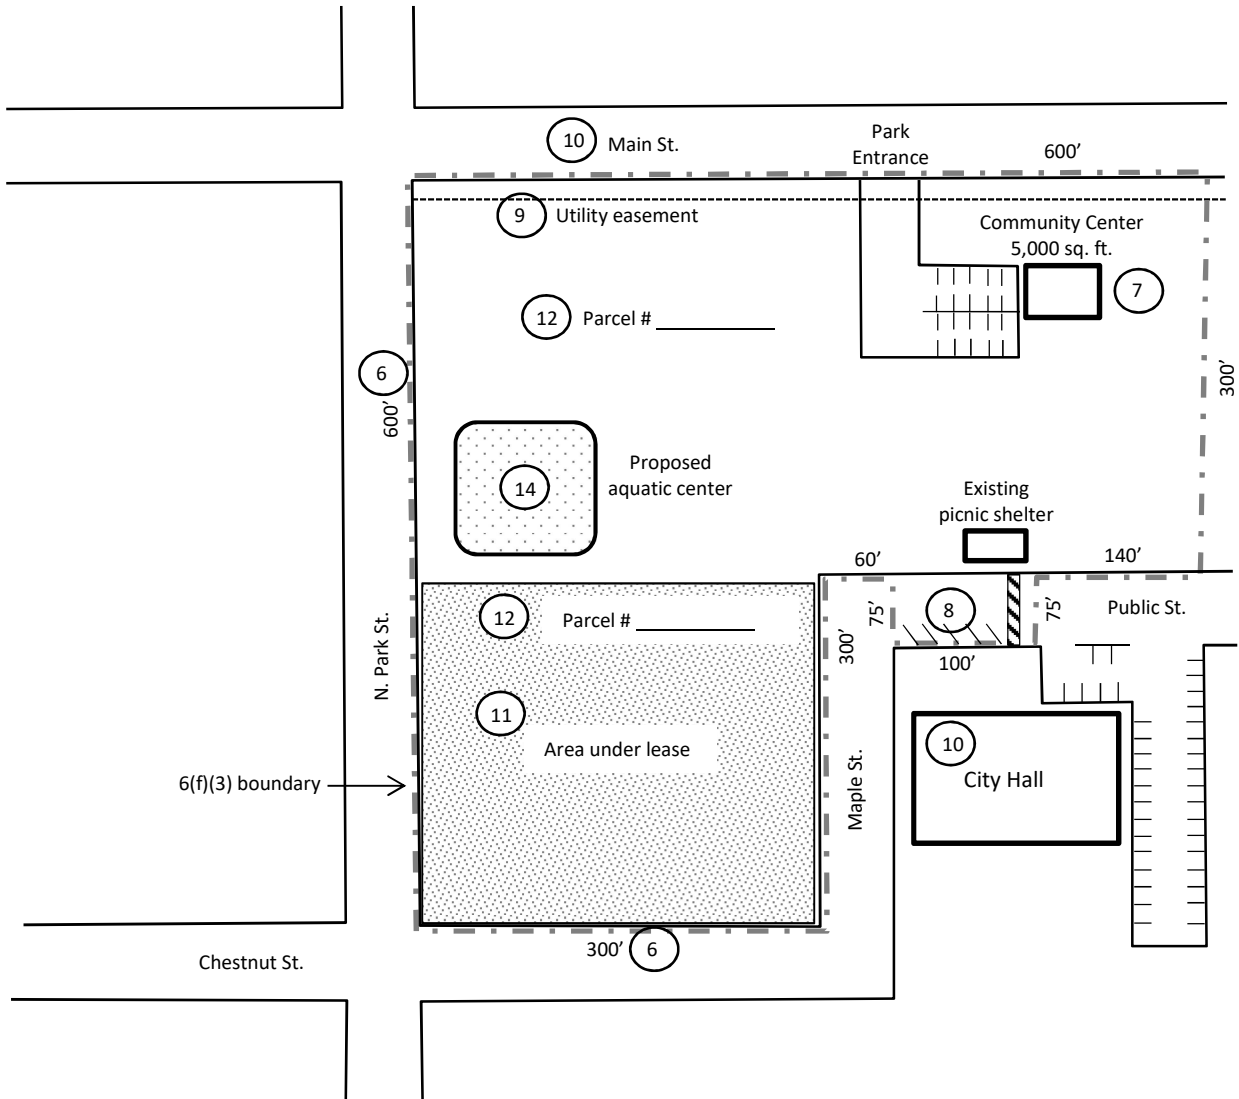 10 Main St.
Park
Entrance
600’
9 Utility easement
Community Center
5,000 sq. ft.
7
12 Parcel # ___________
6
600’
300’
14
Proposed
aquatic center
Existing
picnic shelter
60’
140’
12 Parcel # ___________
75’
8
75’
Public St.
300’
100’
N. Park St.
11
Area under lease
10
City Hall
Maple St.
6(f)(3) boundary
300’ 6
Chestnut St.